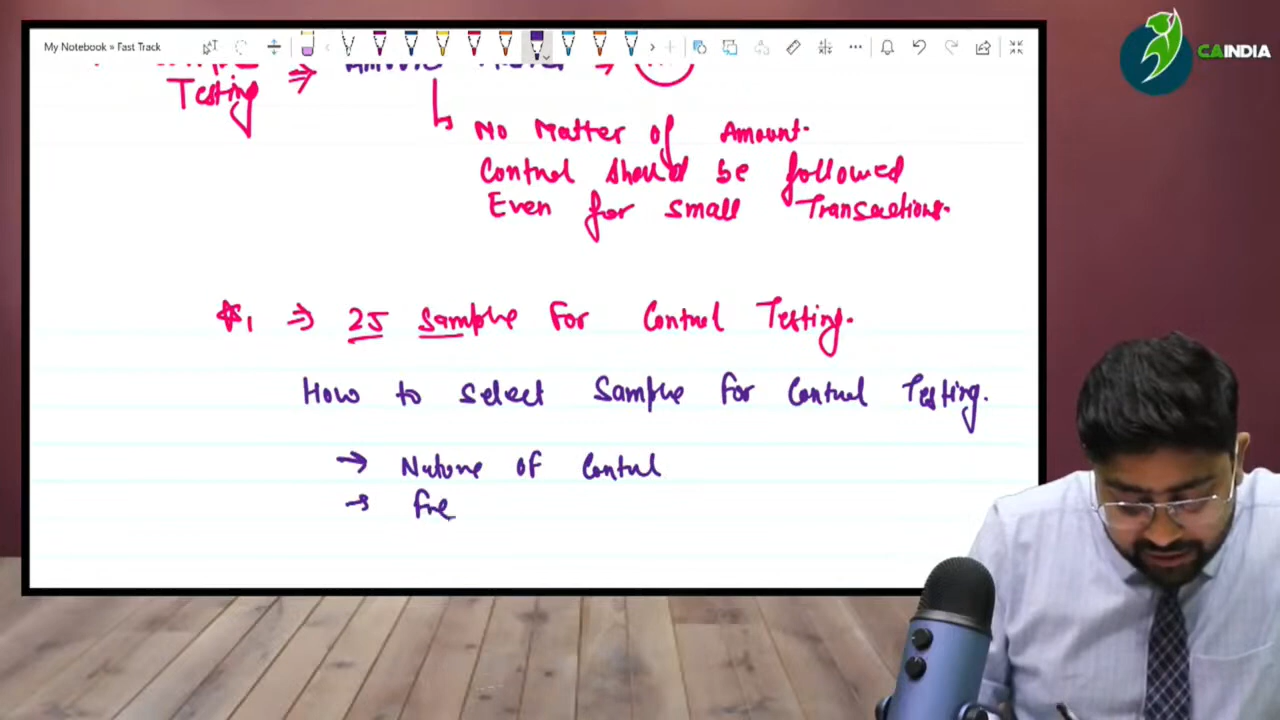 My Notebook » Fast Track
CAINDIA
Testing ⇒
No Matter of Amount.
Control should be followed
Even for small Transactions.
☆1 ⇒ 25 Sample For Control Testing.
How to select Sample For Control Testing.
→ Nature of Control
→ Fre